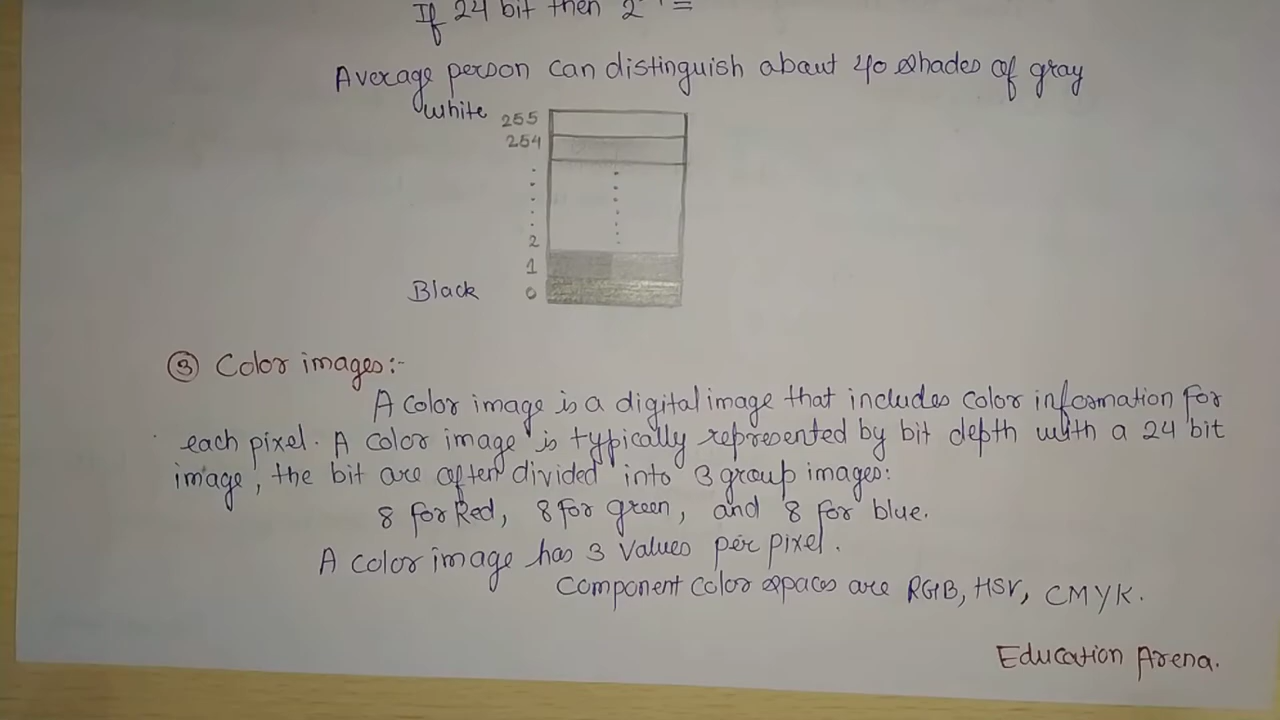 If 24 bit then 2 =
Average person can distinguish about 40 shades of gray
White 255
254
2
1
Black 0
③ Color images:-
A color image is a digital image that includes color information for
each pixel. A color image is typically represented by bit depth with a 24 bit
image, the bit are often divided into 3 group images:
8 for Red, 8 for green, and 8 for blue.
A color image has 3 values per pixel.
Component color spaces are RGB, HSV, CMYK.
Education Arena.